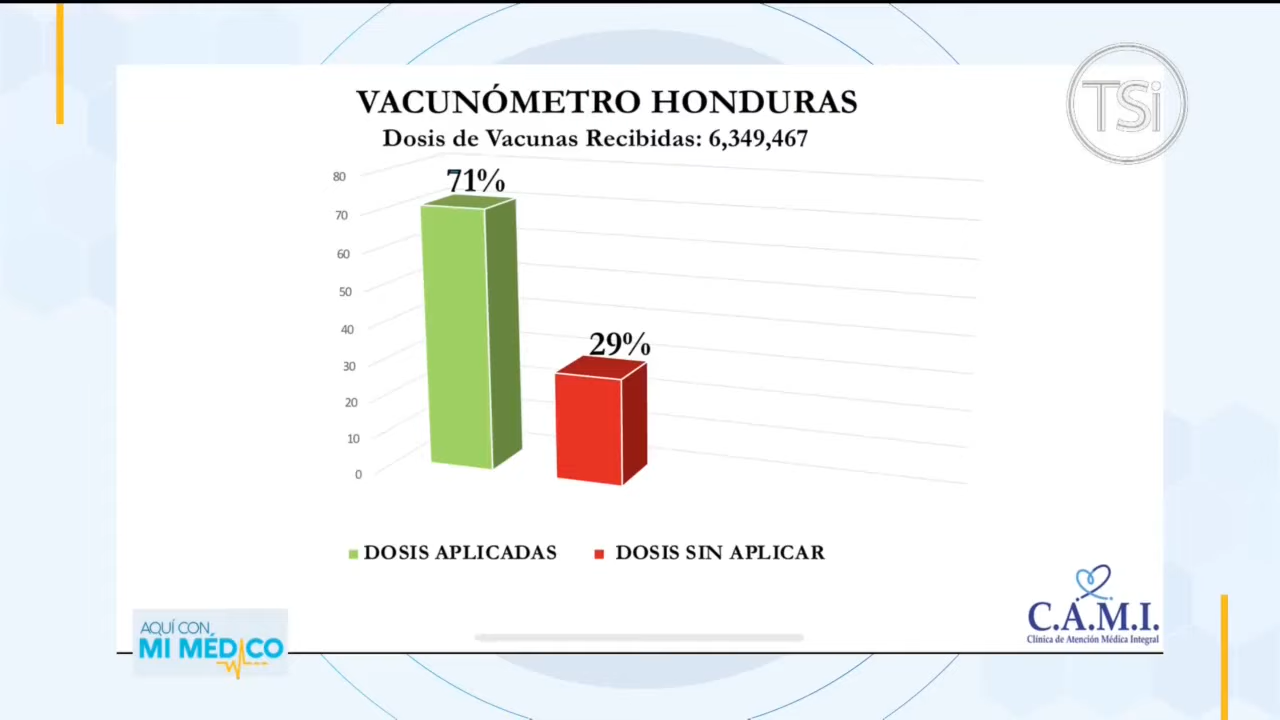 VACUNÓMETRO HONDURAS
Dosis de Vacunas Recibidas: 6,349,467
TSi
80
70
60
50
40
30
20
10
0
71%
29%
DOSIS APLICADAS
DOSIS SIN APLICAR
AQUÍ CON
MI MÉDICO
C.A.M.I.
Clínica de Atención Médica Integral